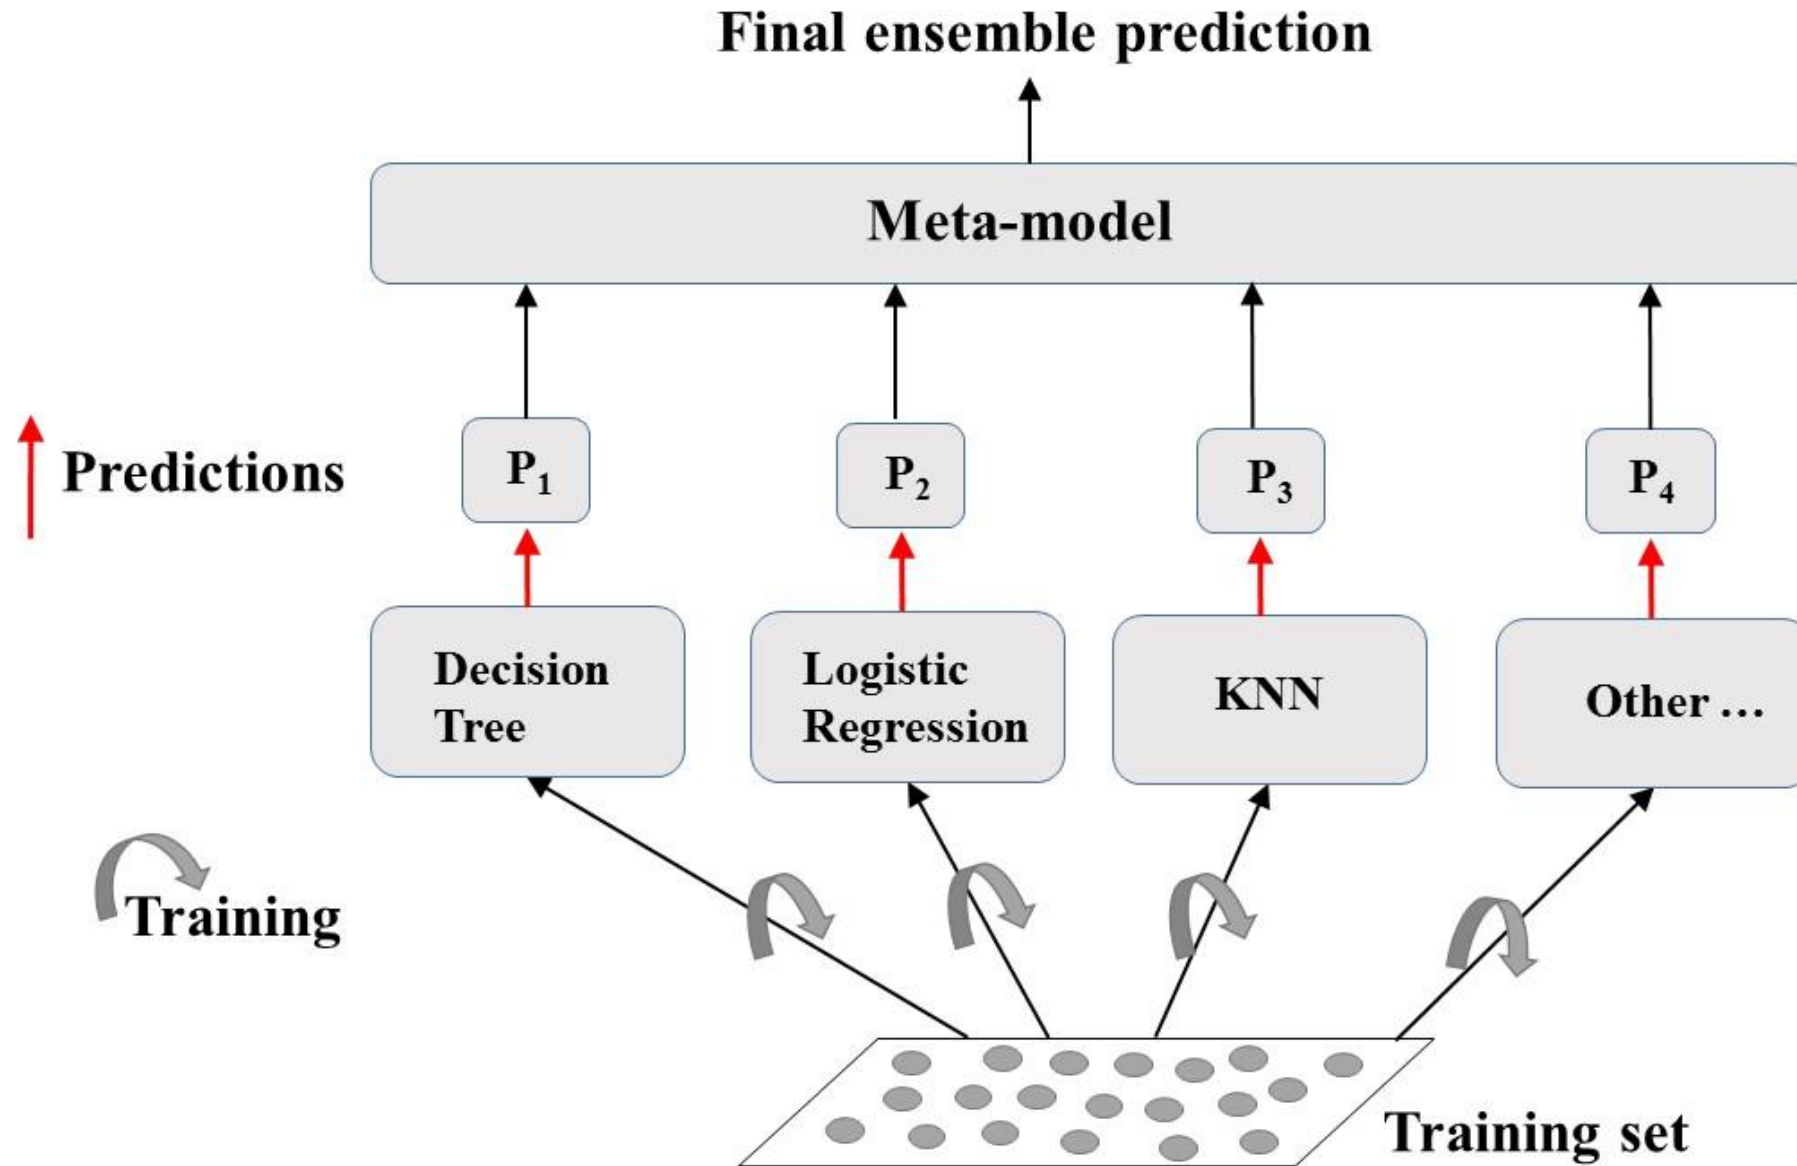 Final ensemble prediction
Meta-model
Predictions
P₁
P₂
P₃
P₄
Decision
Tree
Logistic
Regression
KNN
Other ...
Training
Training set